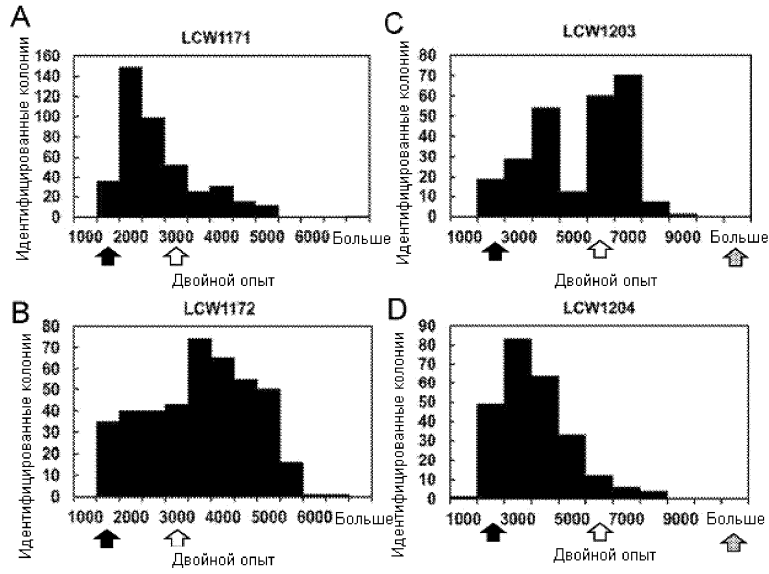 A
LCW1171
Идентифицированные колонии
160
140
120
100
80
60
40
20
0
1000 2000 3000 4000 5000 6000 Больше
Двойной опыт
B
LCW1172
Идентифицированные колонии
80
70
60
50
40
30
20
10
0
1000 2000 3000 4000 5000 6000 Больше
Двойной опыт
C
LCW1203
Идентифицированные колонии
80
70
60
50
40
30
20
10
0
1000 3000 5000 7000 9000 Больше
Двойной опыт
D
LCW1204
Идентифицированные колонии
90
80
70
60
50
40
30
20
10
0
1000 3000 5000 7000 9000 Больше
Двойной опыт